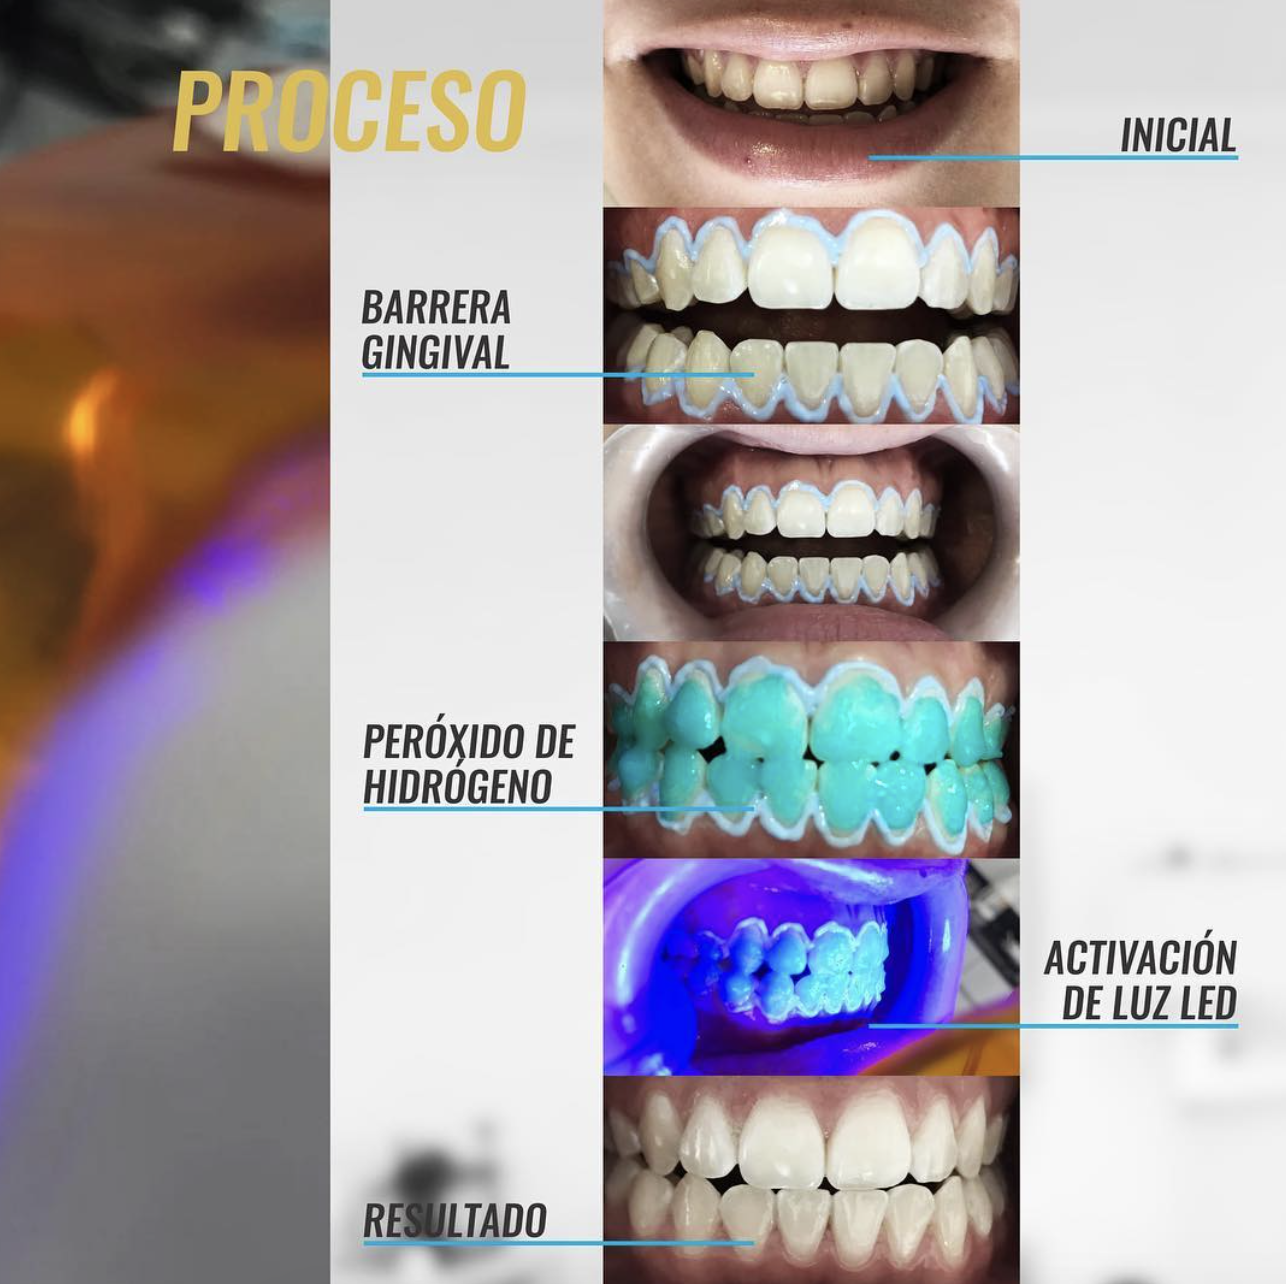 PROCESO
INICIAL
BARRERA
GINGIVAL
PERÓXIDO DE
HIDRÓGENO
ACTIVACIÓN
DE LUZ LED
RESULTADO